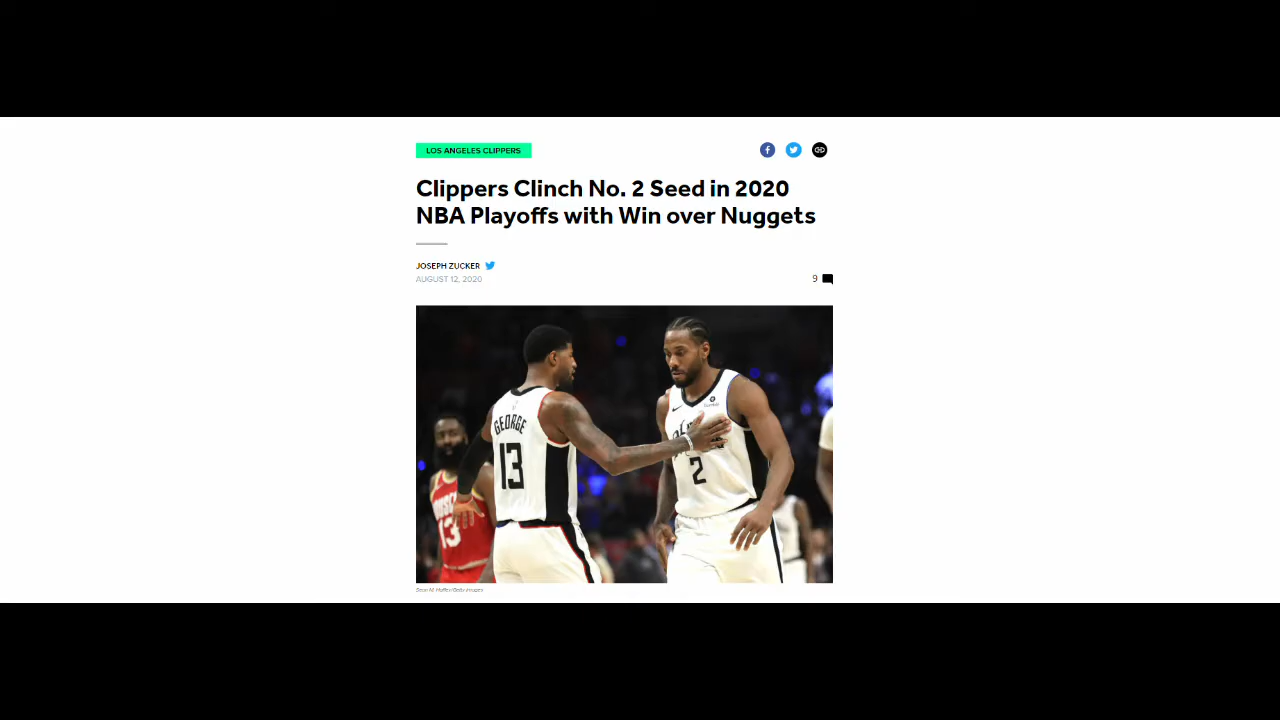 LOS ANGELES CLIPPERS
Clippers Clinch No. 2 Seed in 2020
NBA Playoffs with Win over Nuggets
JOSEPH ZUCKER
AUGUST 12, 2020
9
GEORGE
13
2
13